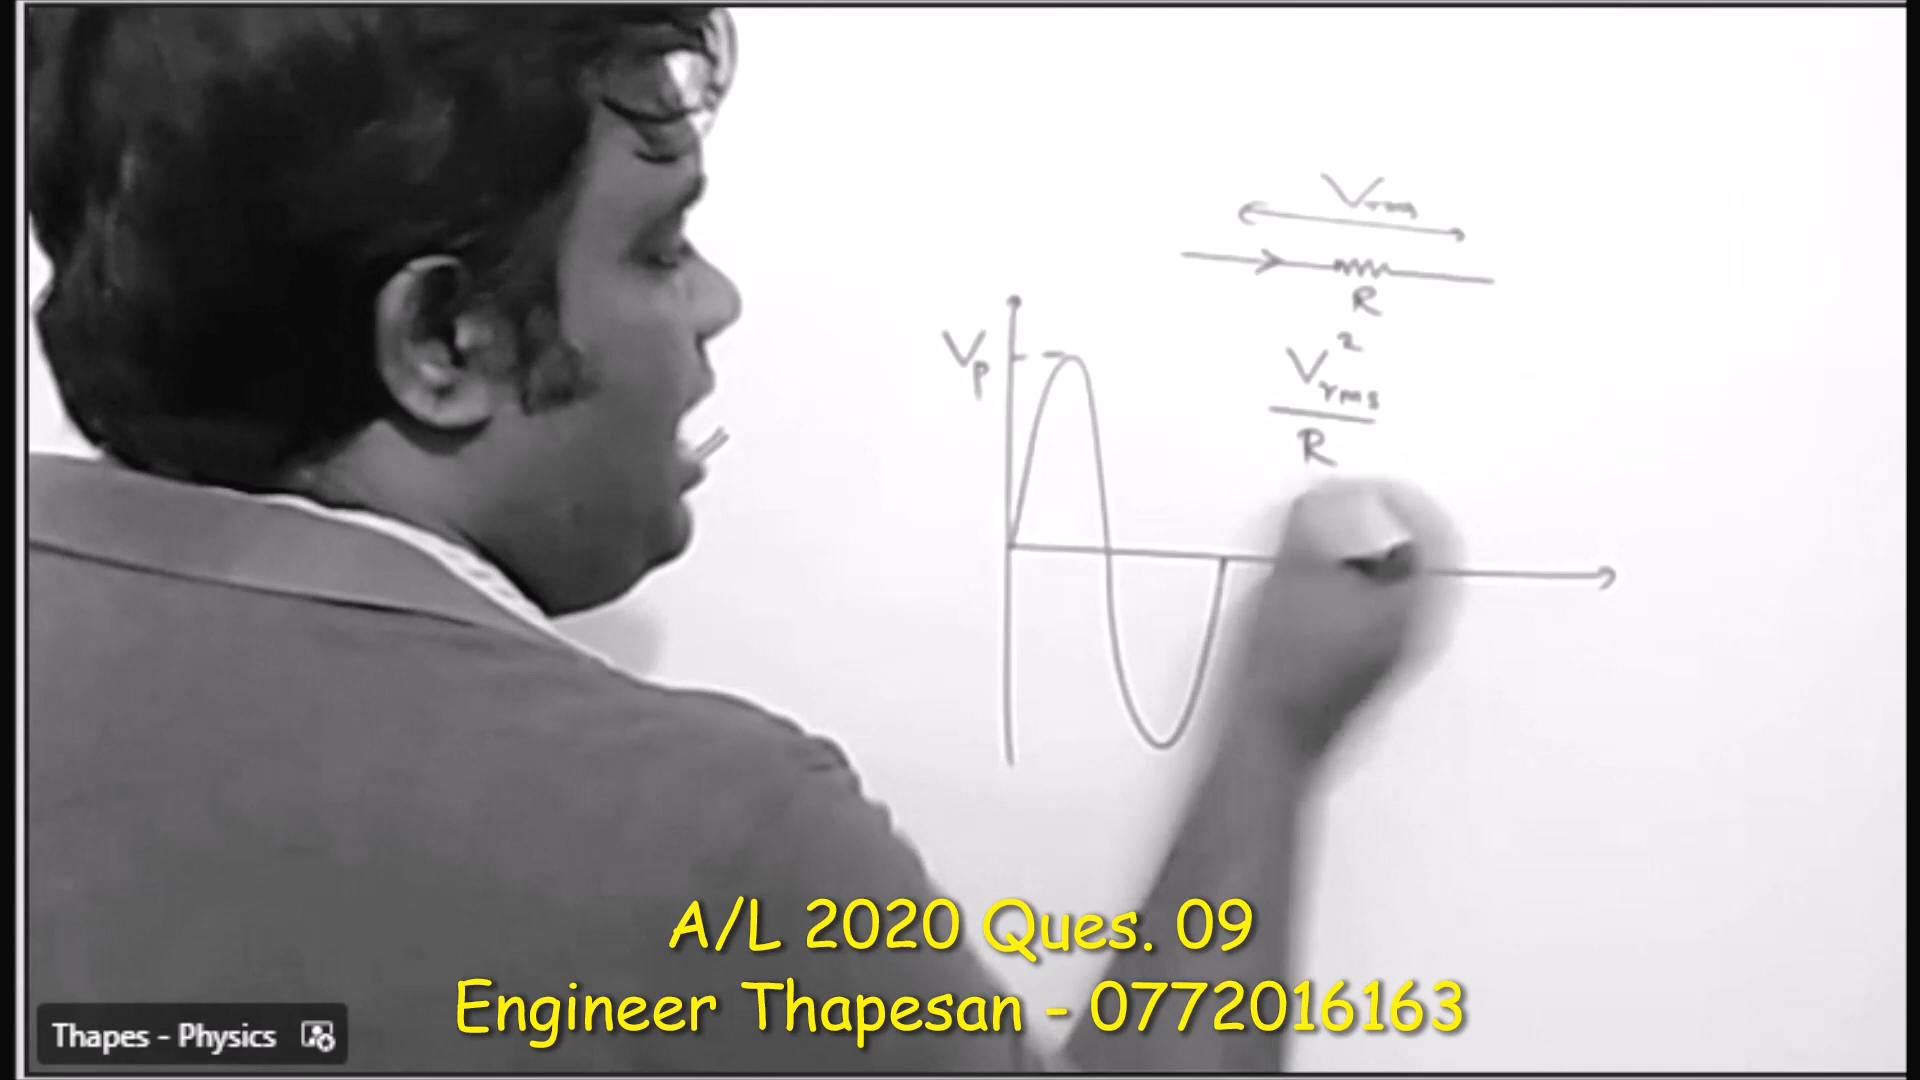 Vrms
R
Vp
V²rms
R
A/L 2020 Ques. 09
Engineer Thapesan - 0772016163
Thapes - Physics